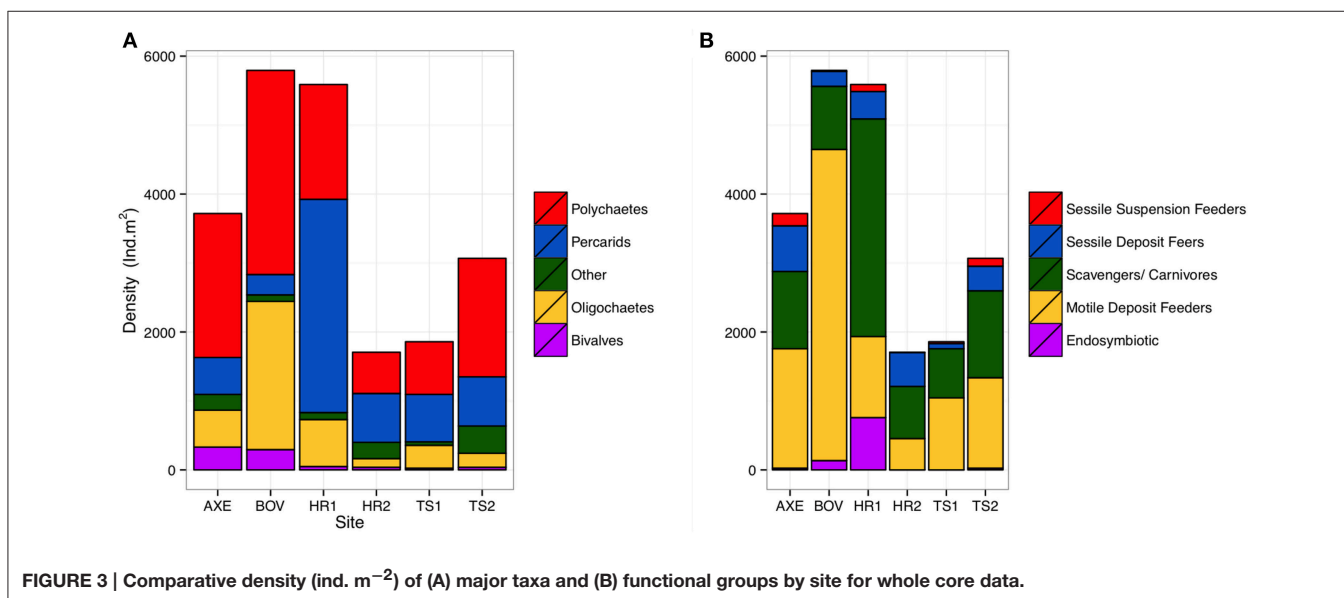 A
6000
4000
2000
0
Density (Ind.m²)
AXE BOV HR1 HR2 TS1 TS2
Site
Polychaetes
Percarids
Other
Oligochaetes
Bivalves
B
6000
4000
2000
0
AXE BOV HR1 HR2 TS1 TS2
Sessile Suspension Feeders
Sessile Deposit Feers
Scavengers/ Carnivores
Motile Deposit Feeders
Endosymbiotic
FIGURE 3 | Comparative density (ind. m⁻²) of (A) major taxa and (B) functional groups by site for whole core data.